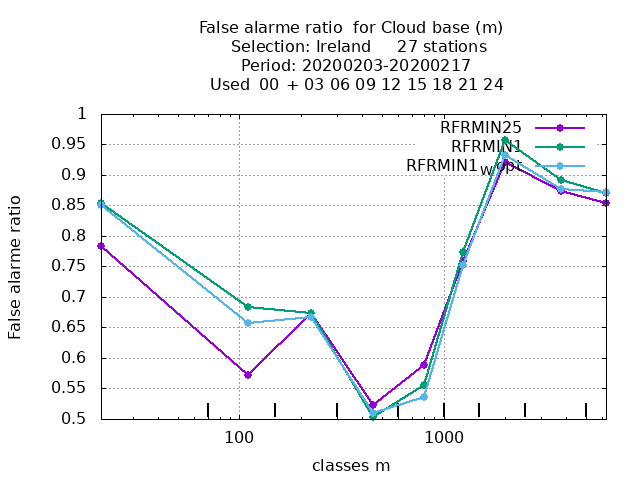 False alarme ratio  for Cloud base (m)
Selection: Ireland     27 stations
Period: 20200203-20200217
Used  00 + 03 06 09 12 15 18 21 24
RFRMIN25
RFRMIN1
RFRMIN1wopt
1
0.95
0.9
0.85
0.8
0.75
0.7
0.65
0.6
0.55
0.5
False alarme ratio
100 1000
classes m